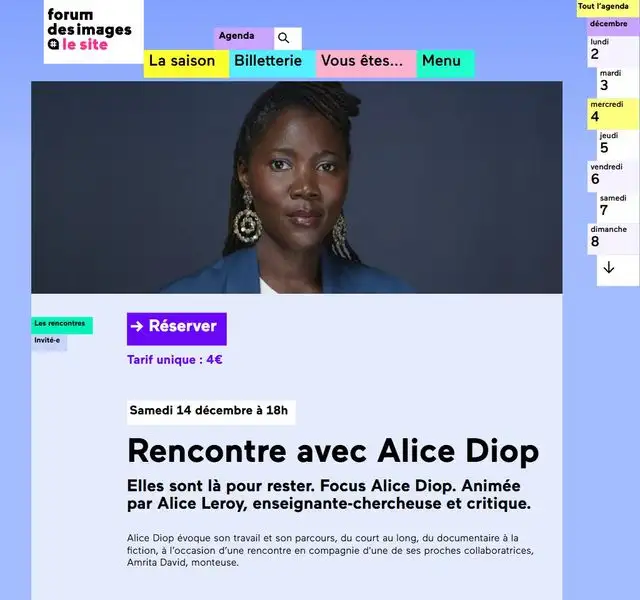 forum
des images
le site
Agenda
La saison
Billetterie
Vous êtes...
Menu
Tout l'agenda
décembre
lundi
2
mardi
3
mercredi
4
jeudi
5
vendredi
6
samedi
7
dimanche
8
↓
Les rencontres
Invité·e
→ Réserver
Tarif unique : 4€
Samedi 14 décembre à 18h
Rencontre avec Alice Diop
Elles sont là pour rester. Focus Alice Diop. Animée
par Alice Leroy, enseignante-chercheuse et critique.
Alice Diop évoque son travail et son parcours, du court au long, du documentaire à la
fiction, à l'occasion d'une rencontre en compagnie d'une de ses proches collaboratrices,
Amrita David, monteuse.